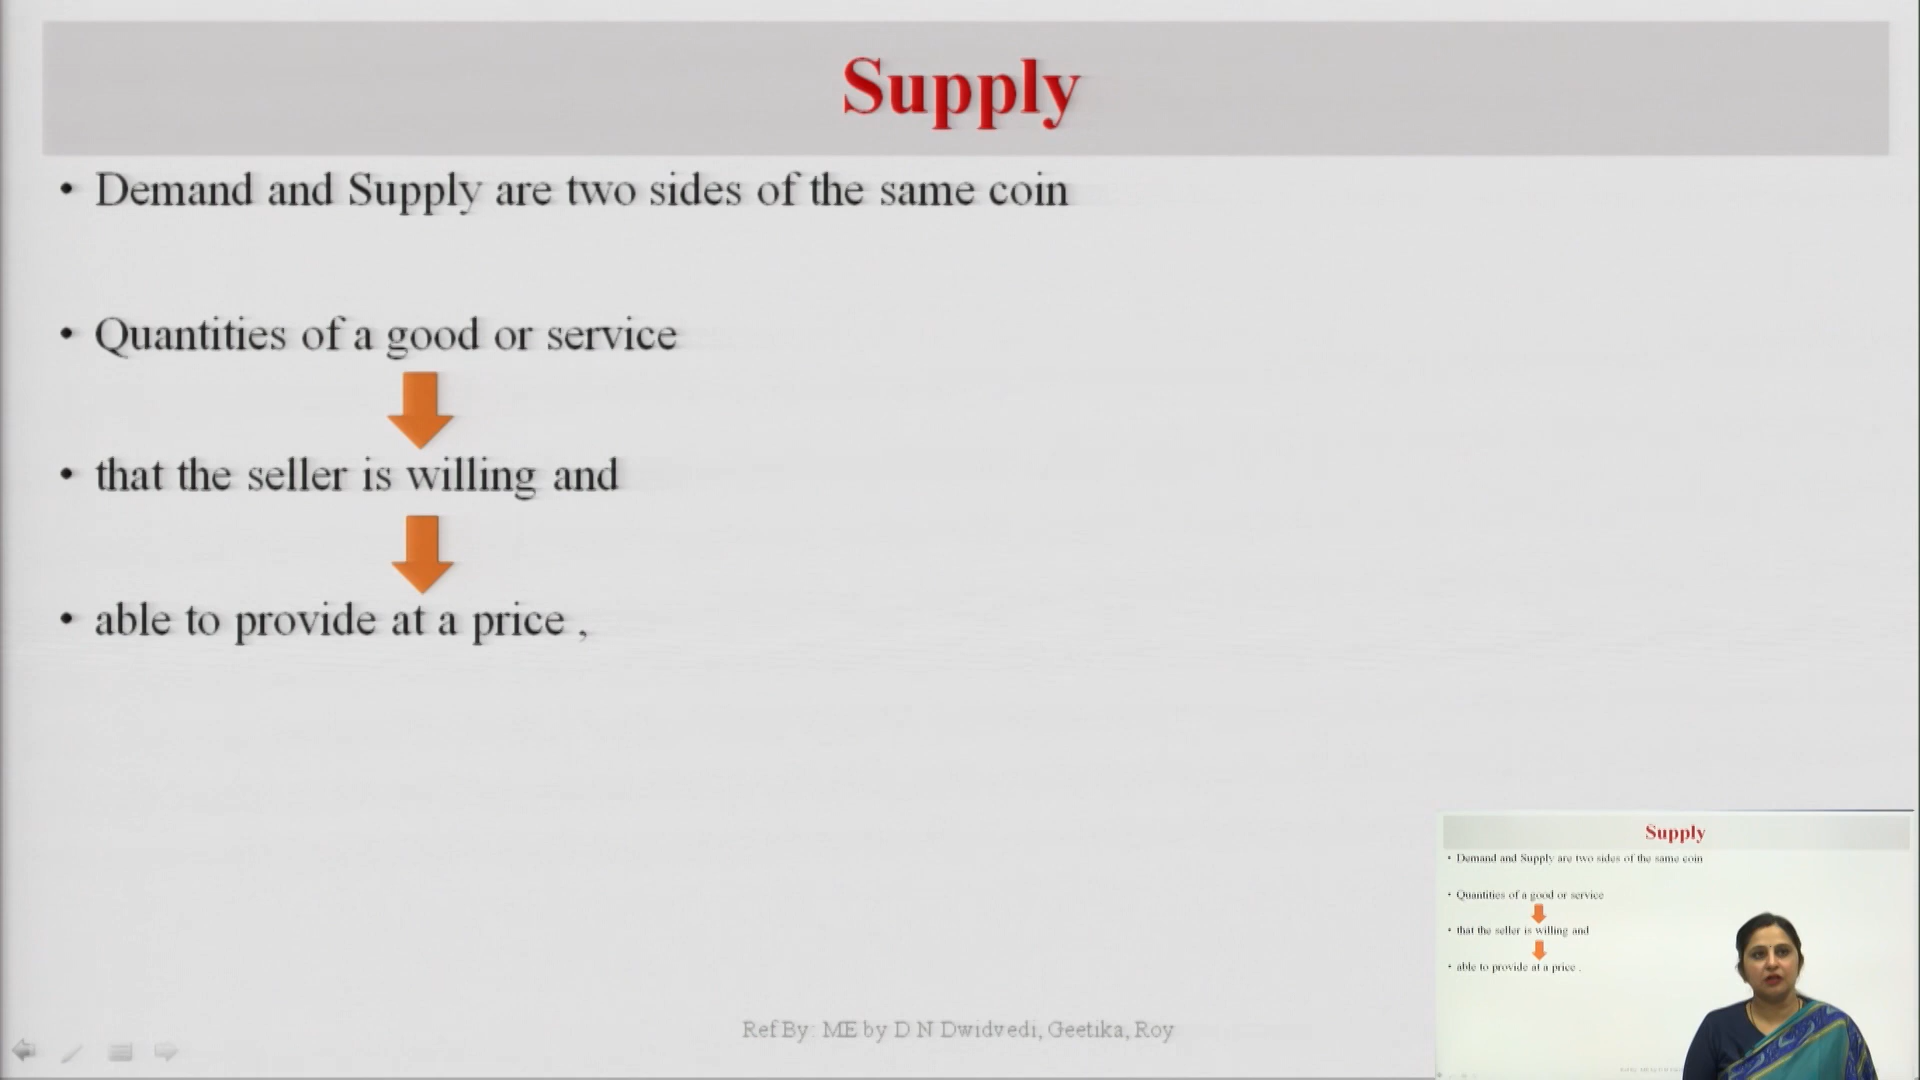 Supply
• Demand and Supply are two sides of the same coin
• Quantities of a good or service
• that the seller is willing and
• able to provide at a price ,
Ref By: ME by D N Dwidvedi, Geetika, Roy
Supply
• Demand and Supply are two sides of the same coin
• Quantities of a good or service
• that the seller is willing and
• able to provide at a price .